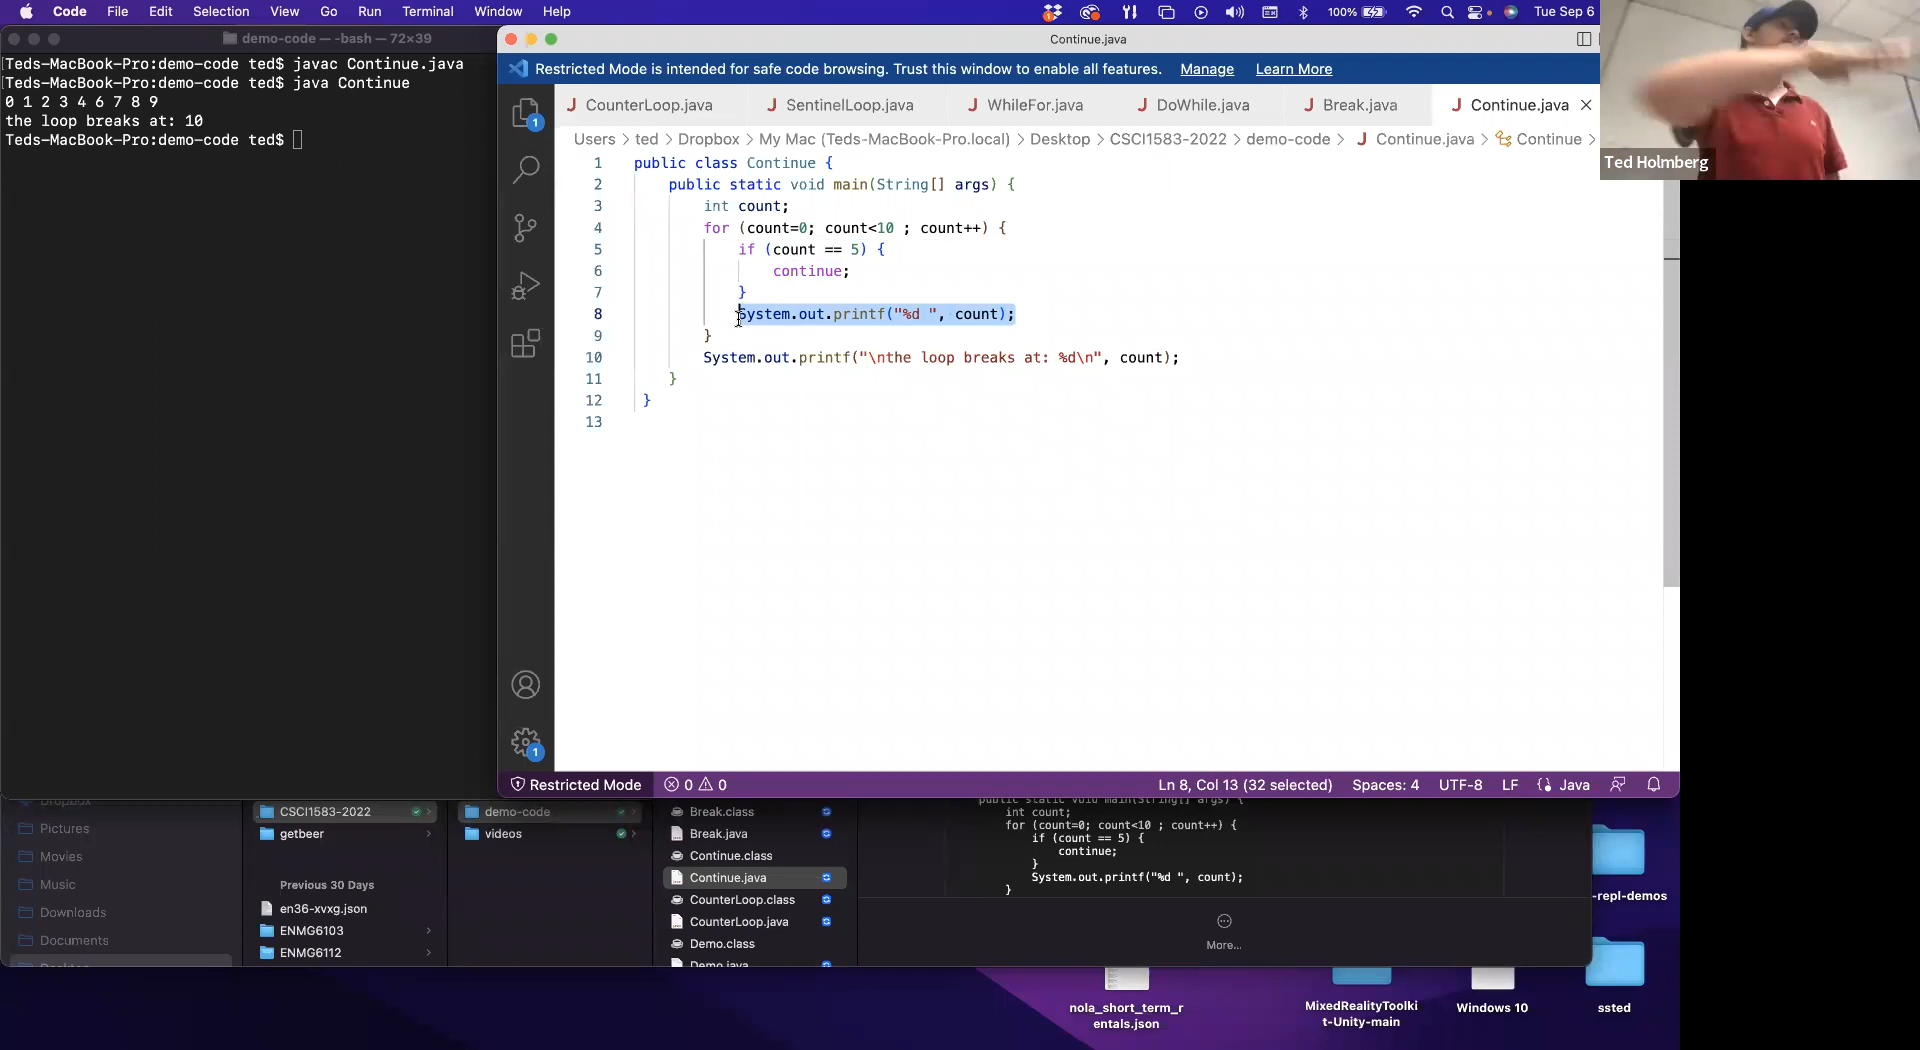 Code File Edit Selection View Go Run Terminal Window Help 100% Tue Sep 6
demo-code — -bash — 72×39
Teds-MacBook-Pro:demo-code ted$ javac Continue.java
Teds-MacBook-Pro:demo-code ted$ java Continue
0 1 2 3 4 6 7 8 9
the loop breaks at: 10
Teds-MacBook-Pro:demo-code ted$
Continue.java
Restricted Mode is intended for safe code browsing. Trust this window to enable all features. Manage Learn More
J CounterLoop.java J SentinelLoop.java J WhileFor.java J DoWhile.java J Break.java J Continue.java
Users > ted > Dropbox > My Mac (Teds-MacBook-Pro.local) > Desktop > CSCI1583-2022 > demo-code > J Continue.java > Continue >
1 public class Continue {
2 public static void main(String[] args) {
3 int count;
4 for (count=0; count<10 ; count++) {
5 if (count == 5) {
6 continue;
7 }
8 System.out.printf("%d ", count);
9 }
10 System.out.printf("\nthe loop breaks at: %d\n", count);
11 }
12 }
13
1
1
Restricted Mode 0 0 Ln 8, Col 13 (32 selected) Spaces: 4 UTF-8 LF Java
Ted Holmberg
Dropbox
Pictures
Movies
Music
Downloads
Documents
Desktop
CSCI1583-2022
getbeer
Previous 30 Days
en36-xvxg.json
ENMG6103
ENMG6112
demo-code
videos
Break.class
Break.java
Continue.class
Continue.java
CounterLoop.class
CounterLoop.java
Demo.class
Demo.java
public static void main(String[] args) {
int count;
for (count=0; count<10 ; count++) {
if (count == 5) {
continue;
}
System.out.printf("%d ", count);
}
More...
-repl-demos
nola_short_term_r
entals.json
MixedRealityToolki
t-Unity-main
Windows 10
ssted